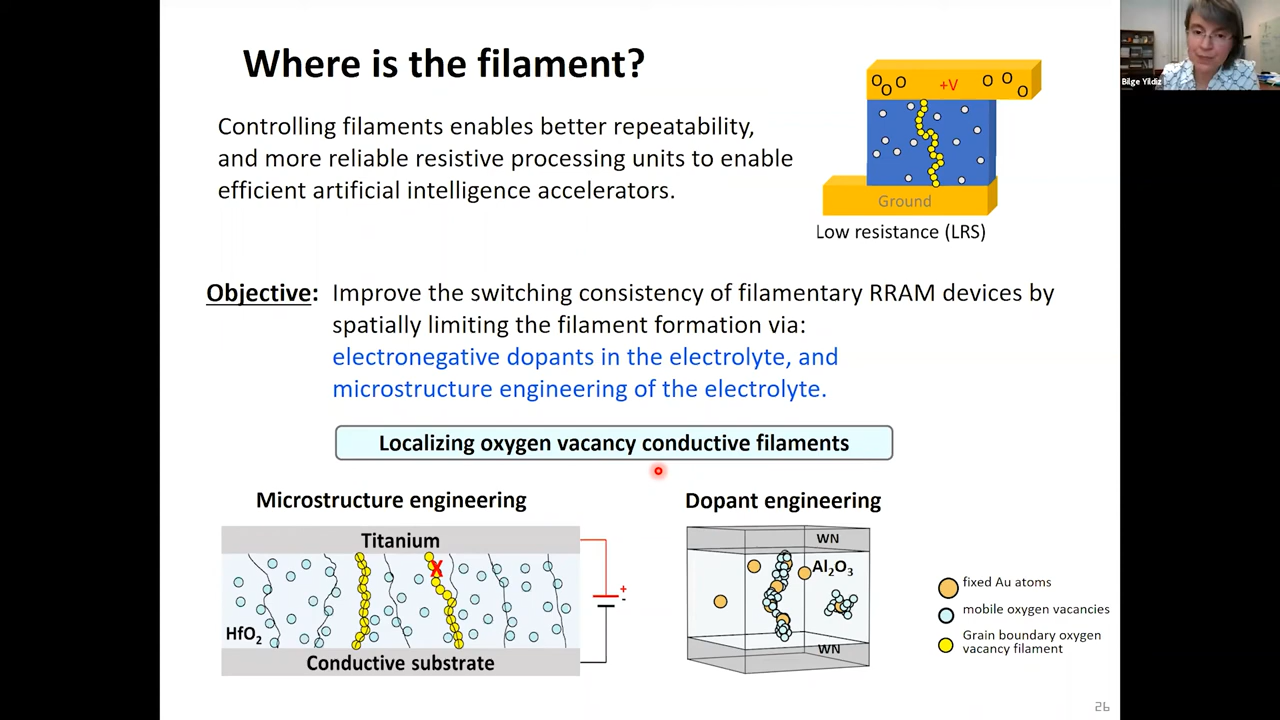 Where is the filament?
Bilge Yildiz
Controlling filaments enables better repeatability,
and more reliable resistive processing units to enable
efficient artificial intelligence accelerators.
O O O +V O O O
Ground
Low resistance (LRS)
Objective: Improve the switching consistency of filamentary RRAM devices by
spatially limiting the filament formation via:
electronegative dopants in the electrolyte, and
microstructure engineering of the electrolyte.
Localizing oxygen vacancy conductive filaments
Microstructure engineering
Titanium
X
HfO2
Conductive substrate
+
-
Dopant engineering
WN
Al2O3
WN
fixed Au atoms
mobile oxygen vacancies
Grain boundary oxygen
vacancy filament
26